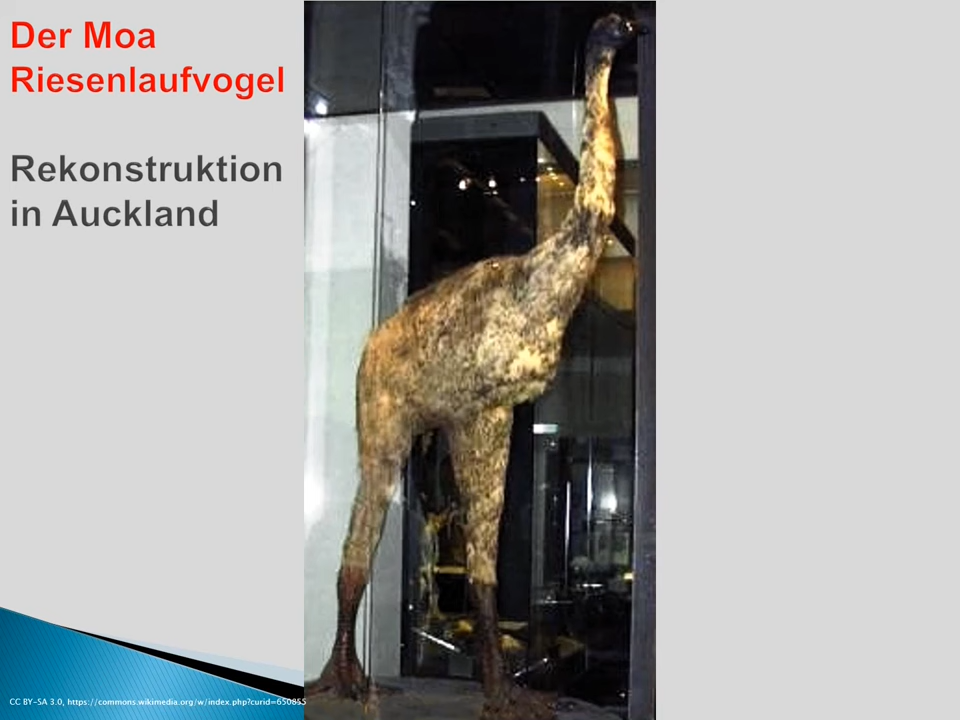 Der Moa
Riesenlaufvogel
Rekonstruktion
in Auckland
CC BY-SA 3.0, https://commons.wikimedia.org/w/index.php?curid=650855